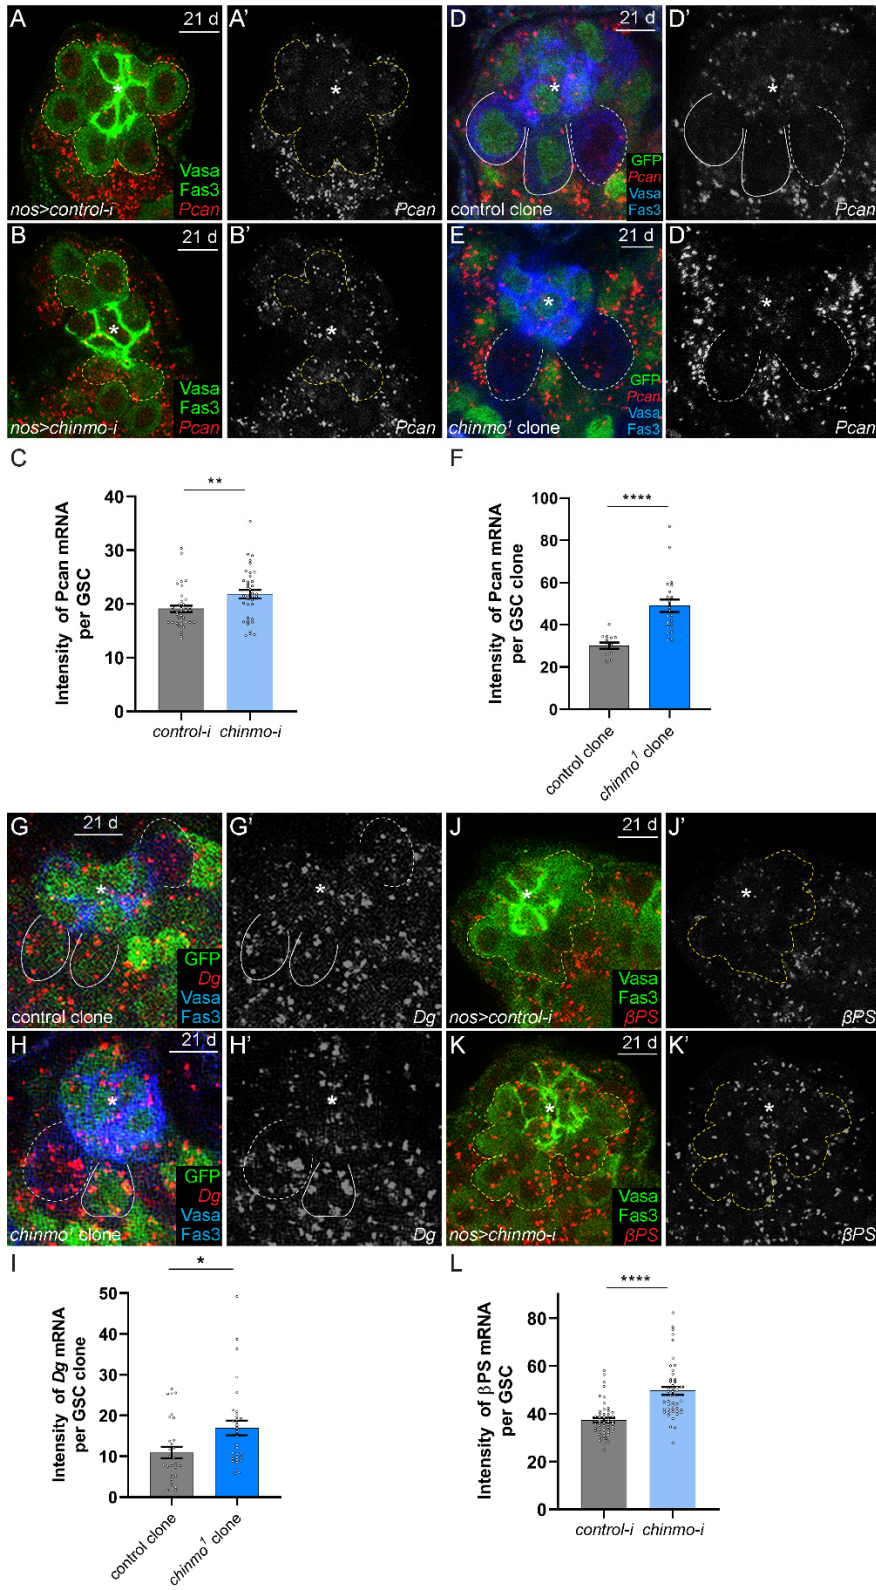 A
21 d
Vasa
Fas3
Pcan
nos>control-i
A'
*
Pcan
D
21 d
*
GFP
Pcan
Vasa
Fas3
control clone
D'
*
Pcan
B
21 d
*
Vasa
Fas3
Pcan
nos>chinmo-i
B'
*
Pcan
E
21 d
*
GFP
Pcan
Vasa
Fas3
chinmo¹ clone
D'
*
Pcan
C
**
Intensity of Pcan mRNA
per GSC
40
30
20
10
0
control-i
chinmo-i
F
****
Intensity of Pcan mRNA
per GSC clone
100
80
60
40
20
0
control clone
chinmo¹ clone
G
21 d
*
GFP
Dg
Vasa
Fas3
control clone
G'
*
Dg
J
21 d
*
Vasa
Fas3
βPS
nos>control-i
J'
*
βPS
H
21 d
*
GFP
Dg
Vasa
Fas3
chinmo¹ clone
H'
*
Dg
K
21 d
*
Vasa
Fas3
βPS
nos>chinmo-i
K'
*
βPS
I
*
Intensity of Dg mRNA
per GSC clone
50
40
30
20
10
0
control clone
chinmo¹ clone
L
****
Intensity of βPS mRNA
per GSC
80
60
40
20
0
control-i
chinmo-i